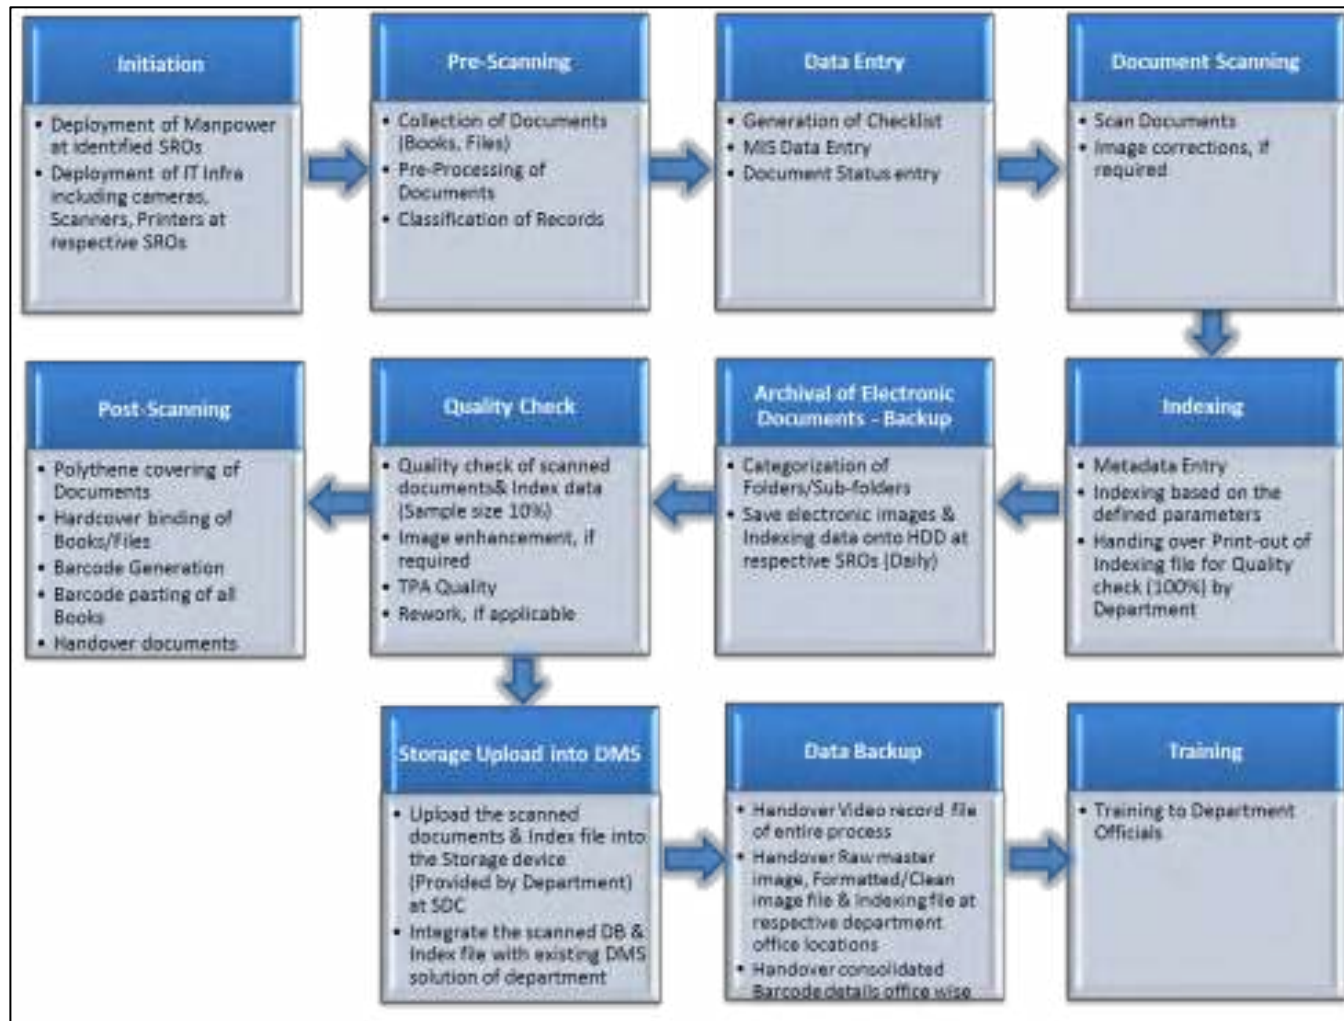 Initiation
• Deployment of Manpower
at identified SROs
• Deployment of IT Infra
including cameras,
Scanners, Printers at
respective SROs
Pre-Scanning
• Collection of Documents
(Books, Files)
• Pre-Processing of
Documents
• Classification of Records
Data Entry
• Generation of Checklist
• MIS Data Entry
• Document Status entry
Document Scanning
• Scan Documents
• Image corrections, if
required
Indexing
• Metadata Entry
• Indexing based on the
defined parameters
• Handing over Print-out of
Indexing file for Quality
check (100%) by
Department
Archival of Electronic
Documents - Backup
• Categorization of
Folders/Sub-folders
• Save electronic images &
Indexing data onto HDD at
respective SROs (Daily)
Quality Check
• Quality check of scanned
documents& Index data
(Sample size 10%)
• Image enhancement, if
required
• TPA Quality
• Rework, if applicable
Post-Scanning
• Polythene covering of
Documents
• Hardcover binding of
Books/Files
• Barcode Generation
• Barcode pasting of all
Books
• Handover documents
Storage Upload into DMS
• Upload the scanned
documents & Index file into
the Storage device
(Provided by Department)
at SDC
• Integrate the scanned DB &
Index file with existing DMS
solution of department
Data Backup
• Handover Video record file
of entire process
• Handover Raw master
image, Formatted/Clean
image file & Indexing file at
respective department
office locations
• Handover consolidated
Barcode details office wise
Training
• Training to Department
Officials